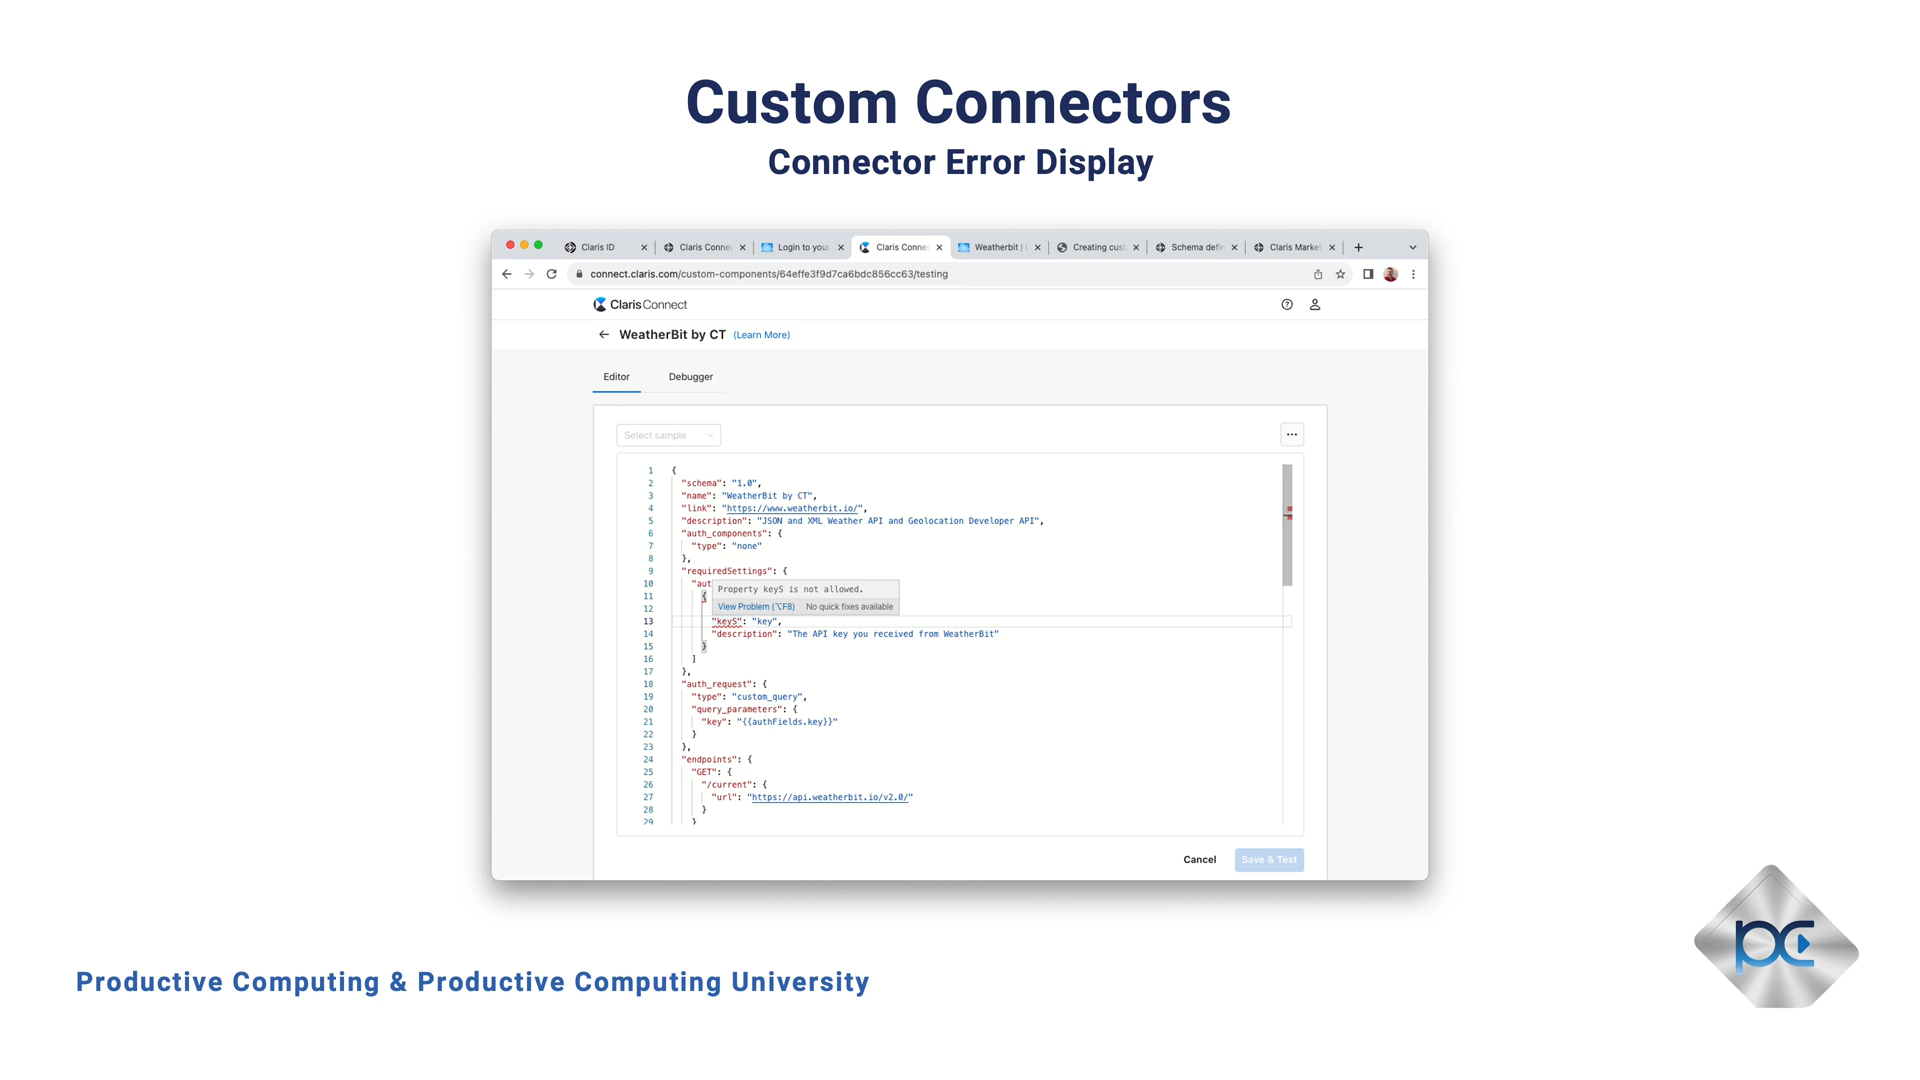 Custom Connectors
Connector Error Display
Claris ID
Claris Conne
Login to your
Claris Conne
Weatherbit |
Creating cus
Schema defi
Claris Market
connect.claris.com/custom-components/64effe3f9d7ca6bdc856cc63/testing
Claris Connect
WeatherBit by CT (Learn More)
Editor Debugger
Select sample
1 {
2 "schema": "1.0",
3 "name": "WeatherBit by CT",
4 "link": "https://www.weatherbit.io/",
5 "description": "JSON and XML Weather API and Geolocation Developer API",
6 "auth_components": {
7 "type": "none"
8 },
9 "requiredSettings": {
10 "aut
Property keyS is not allowed.
11 {
View Problem (⌥F8) No quick fixes available
12
13 "keyS": "key",
14 "description": "The API key you received from WeatherBit"
15 }
16 ]
17 },
18 "auth_request": {
19 "type": "custom_query",
20 "query_parameters": {
21 "key": "{{authFields.key}}"
22 }
23 },
24 "endpoints": {
25 "GET": {
26 "/current": {
27 "url": "https://api.weatherbit.io/v2.0/"
28 }
29 }
Cancel Save & Test
pc
Productive Computing & Productive Computing University